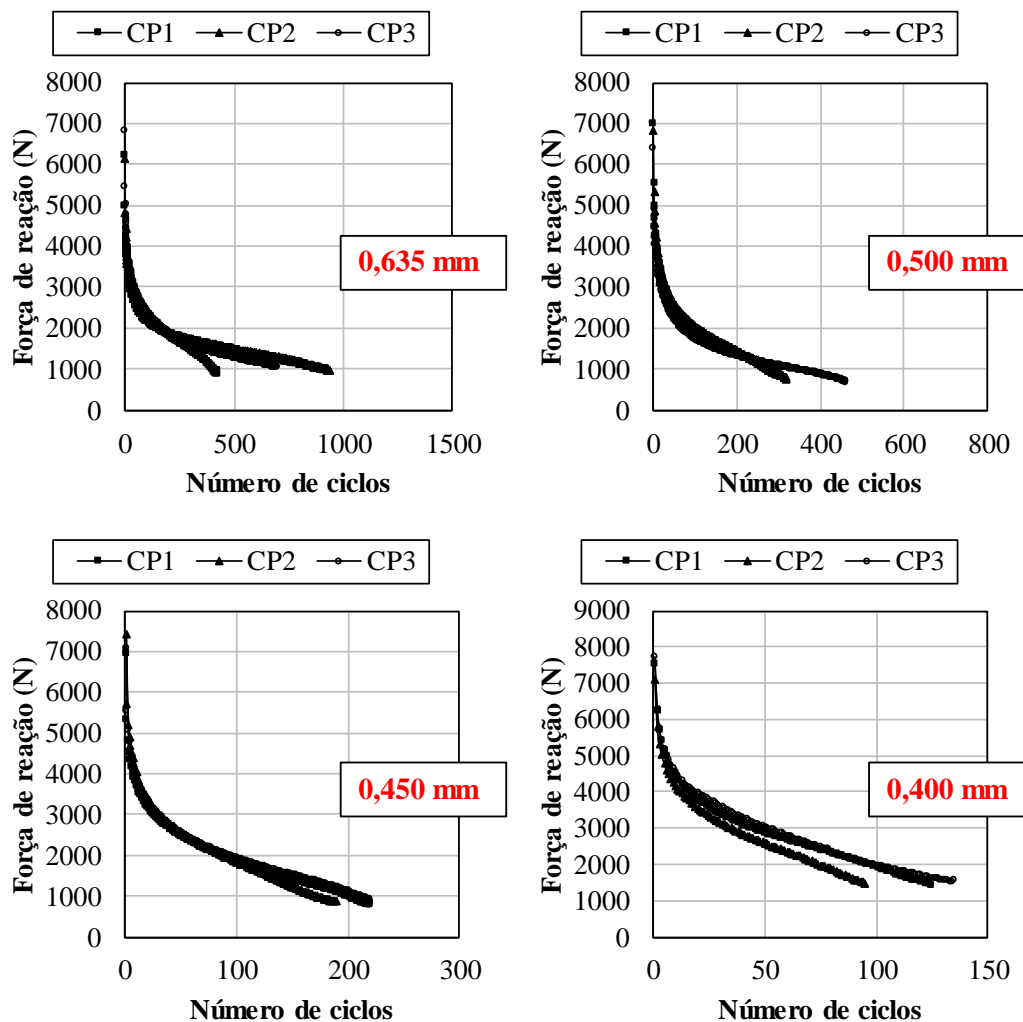 CP1 CP2 CP3
8000
7000
6000
5000
4000
3000
2000
1000
0
Força de reação (N)
0,635 mm
0 500 1000 1500
Número de ciclos
CP1 CP2 CP3
8000
7000
6000
5000
4000
3000
2000
1000
0
Força de reação (N)
0,500 mm
0 200 400 600 800
Número de ciclos
CP1 CP2 CP3
8000
7000
6000
5000
4000
3000
2000
1000
0
Força de reação (N)
0,450 mm
0 100 200 300
Número de ciclos
CP1 CP2 CP3
9000
8000
7000
6000
5000
4000
3000
2000
1000
0
Força de reação (N)
0,400 mm
0 50 100 150
Número de ciclos